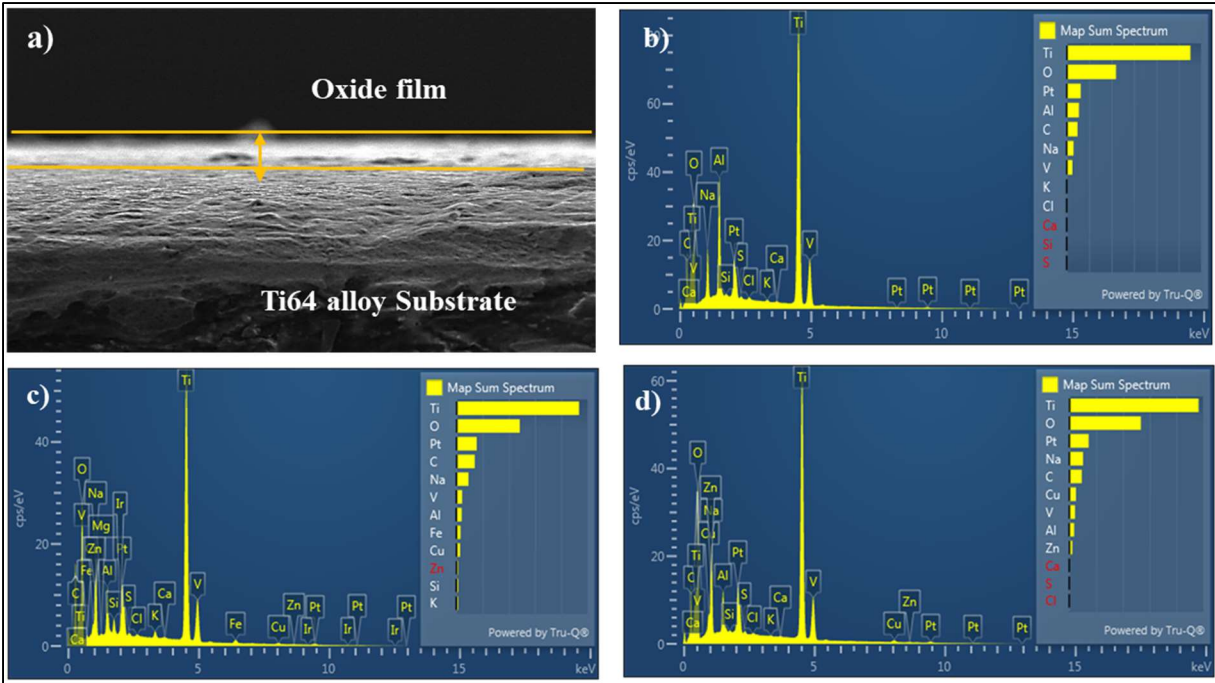 a)
Oxide film
Ti64 alloy Substrate
b)
Map Sum Spectrum
Ti
O
Pt
Al
C
Na
V
K
Cl
Ca
Si
S
Powered by Tru-Q®
cps/eV
80
60
40
20
0
Ti
O
Al
Na
Ti
C
V
Ca
Pt
S
Si
Cl
K
Ca
V
Pt
Pt
Pt
Pt
0
5
10
15
keV
c)
Map Sum Spectrum
Ti
O
Pt
C
Na
V
Al
Fe
Cu
Zn
Si
K
Powered by Tru-Q®
cps/eV
40
20
0
Ti
O
Na
V
Mg
Ir
Zn
Pt
Fe
Al
C
Si
S
Ti
Cl
K
Ca
Ca
V
Fe
Cu
Zn
Ir
Pt
Ir
Pt
Ir
Pt
0
5
10
15
keV
d)
Map Sum Spectrum
Ti
O
Pt
Na
C
Cu
V
Al
Zn
Ca
S
Cl
Powered by Tru-Q®
cps/eV
60
40
20
0
Ti
O
Zn
Na
Cu
Ti
Pt
C
Al
V
S
Si
Cl
K
Ca
Ca
V
Cu
Zn
Pt
Pt
Pt
0
5
10
15
keV